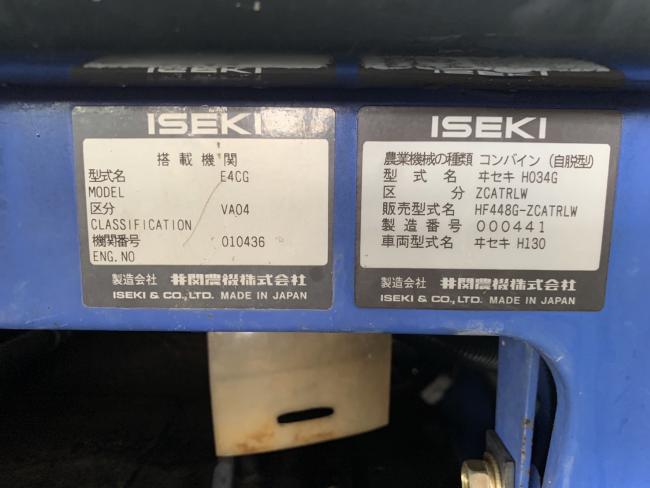 ISEKI
搭載機関
型式名 E4CG
MODEL
区分 VA04
CLASSIFICATION
機関番号 010436
ENG.NO
製造会社 井関農機株式会社
ISEKI & CO., LTD. MADE IN JAPAN
ISEKI
農業機械の種類 コンバイン(自脱型)
型式名 ヰセキ H034G
区分 ZCATRLW
販売型式名 HF448G-ZCATRLW
製造番号 000441
車両型式名 ヰセキ H130
製造会社 井関農機株式会社
ISEKI & CO., LTD. MADE IN JAPAN